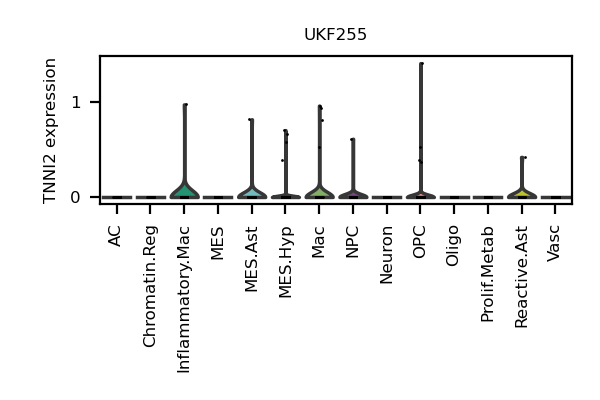 UKF255
TNNI2 expression
1
0
AC
Chromatin.Reg
Inflammatory.Mac
MES
MES.Ast
MES.Hyp
Mac
NPC
Neuron
OPC
Oligo
Prolif.Metab
Reactive.Ast
Vasc